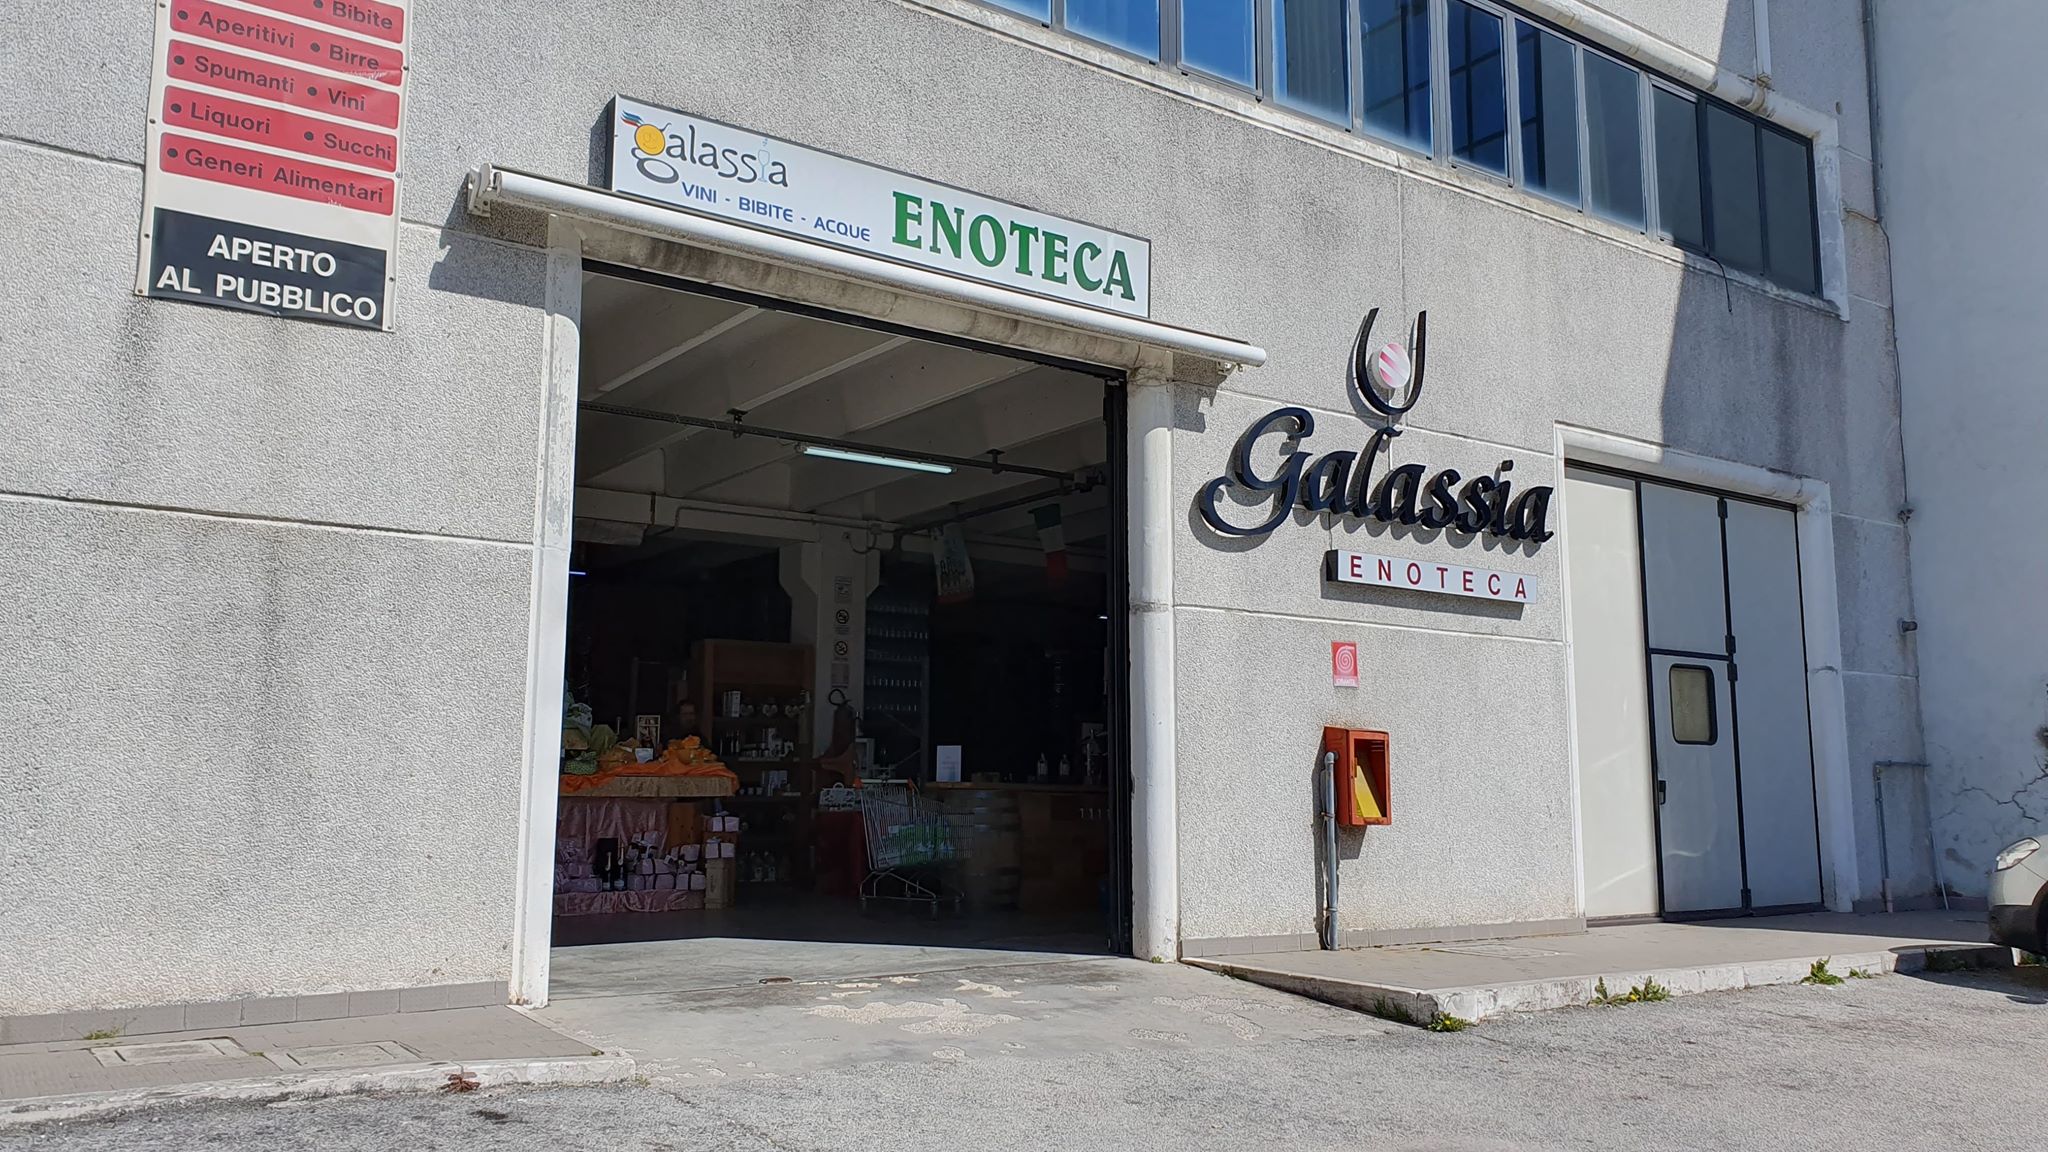 • Bibite
• Aperitivi • Birre
• Spumanti • Vini
• Liquori • Succhi
• Generi Alimentari
APERTO
AL PUBBLICO
galassia
VINI - BIBITE - ACQUE
ENOTECA
Galassia
ENOTECA